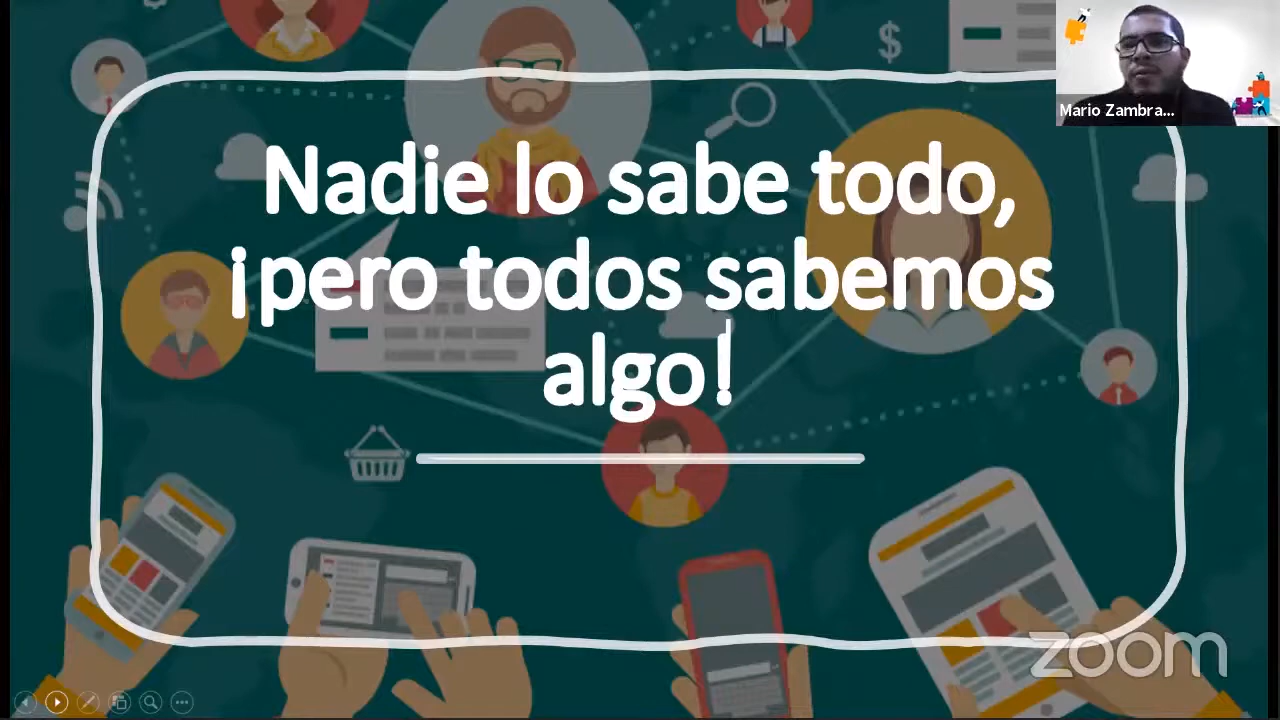 Nadie lo sabe todo,
¡pero todos sabemos
algo!
Mario Zambra...
zoom